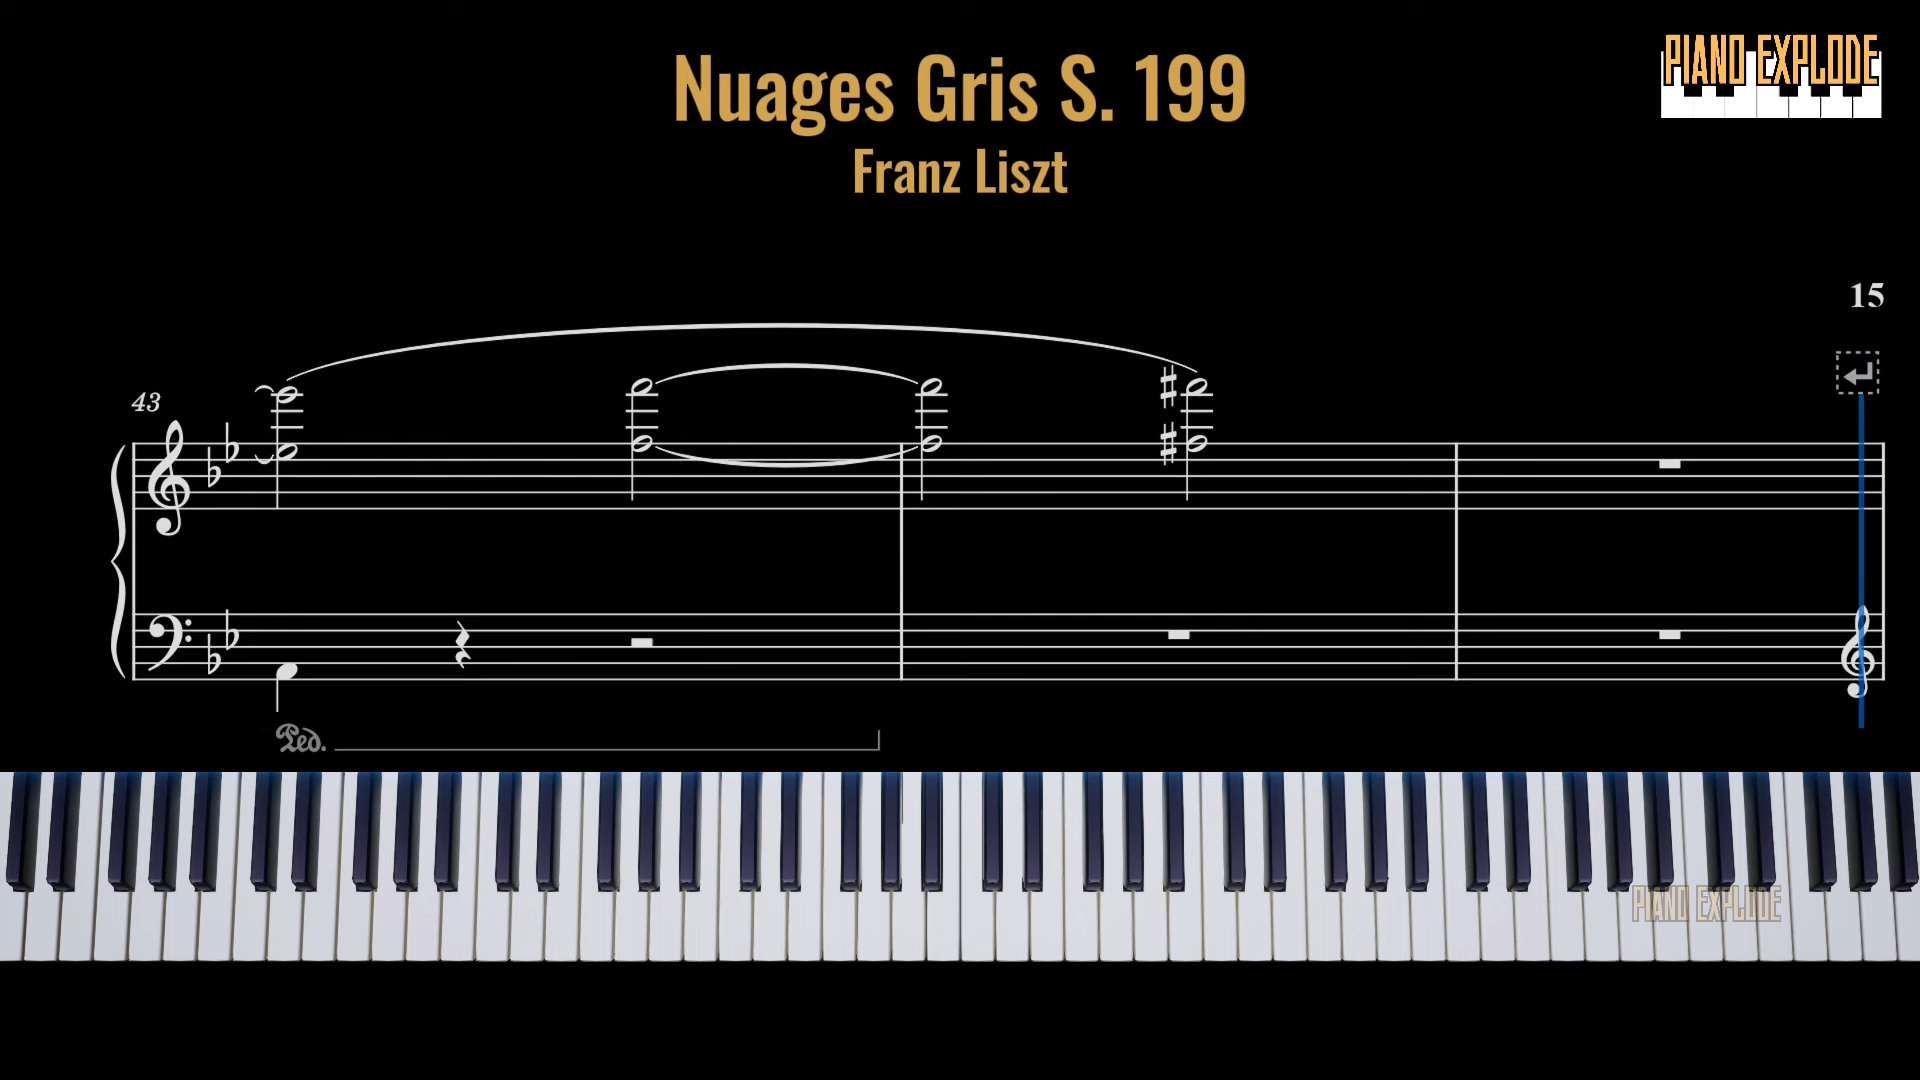 Nuages Gris S. 199
PIANO EXPLODE
Franz Liszt
15
43
Ped.
PIANO EXPLODE